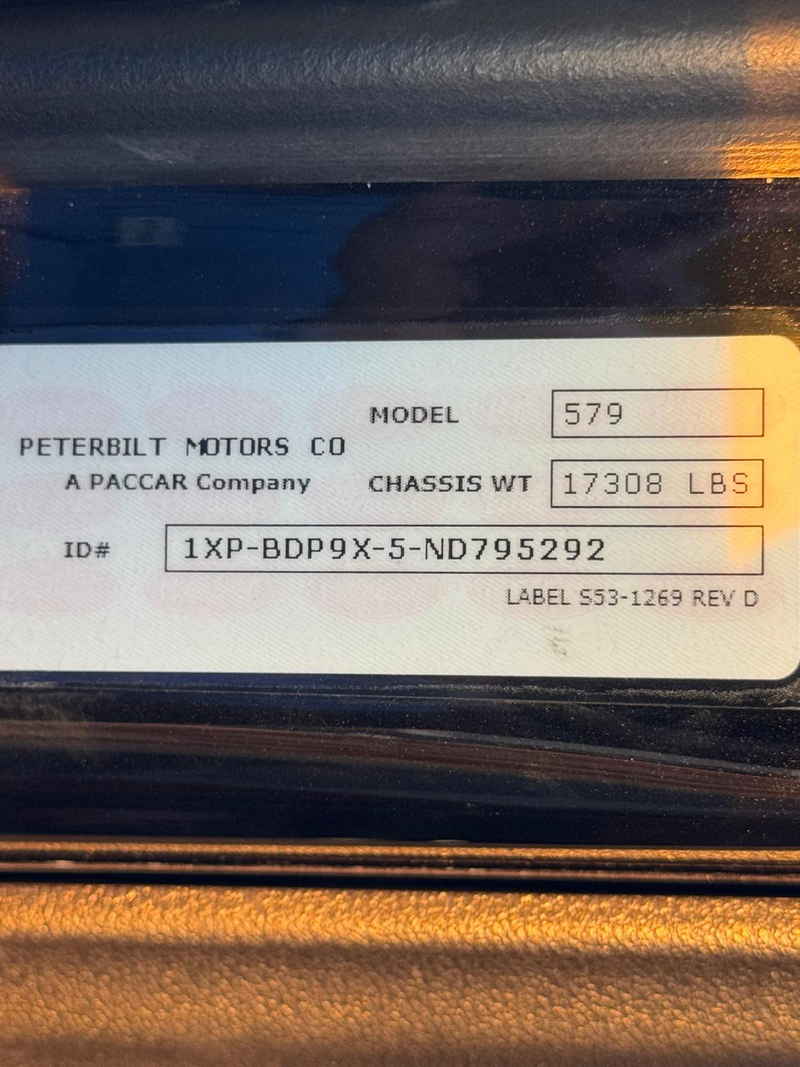 MODEL 579
PETERBILT MOTORS CO
A PACCAR Company CHASSIS WT 17308 LBS
ID# 1XP-BDP9X-5-ND795292
LABEL S53-1269 REV D